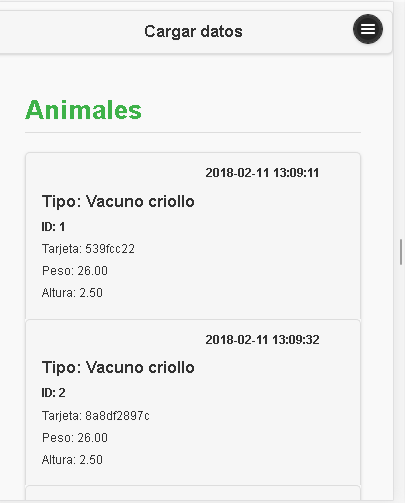 Cargar datos
Animales
2018-02-11 13:09:11
Tipo: Vacuno criollo
ID: 1
Tarjeta: 539fcc22
Peso: 26.00
Altura: 2.50
2018-02-11 13:09:32
Tipo: Vacuno criollo
ID: 2
Tarjeta: 8a8df2897c
Peso: 26.00
Altura: 2.50